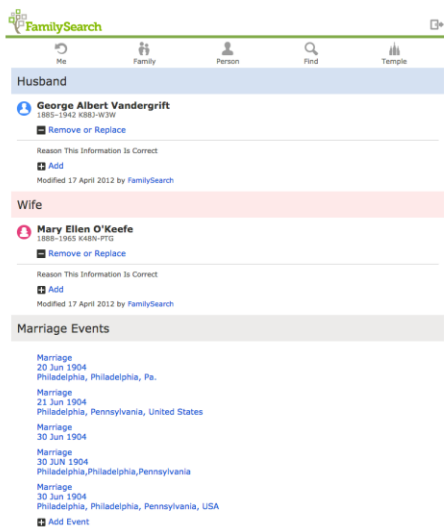 FamilySearch
Me Family Person Find Temple
Husband
George Albert Vandergrift
1885–1942 K88J-W3W
Remove or Replace
Reason This Information Is Correct
Add
Modified 17 April 2012 by FamilySearch
Wife
Mary Ellen O'Keefe
1888–1965 K48N-PTG
Remove or Replace
Reason This Information Is Correct
Add
Modified 17 April 2012 by FamilySearch
Marriage Events
Marriage
20 Jun 1904
Philadelphia, Philadelphia, Pa.
Marriage
21 Jun 1904
Philadelphia, Pennsylvania, United States
Marriage
30 Jun 1904
Marriage
30 JUN 1904
Philadelphia,Philadelphia,Pennsylvania
Marriage
30 Jun 1904
Philadelphia, Philadelphia, Pennsylvania, USA
Add Event